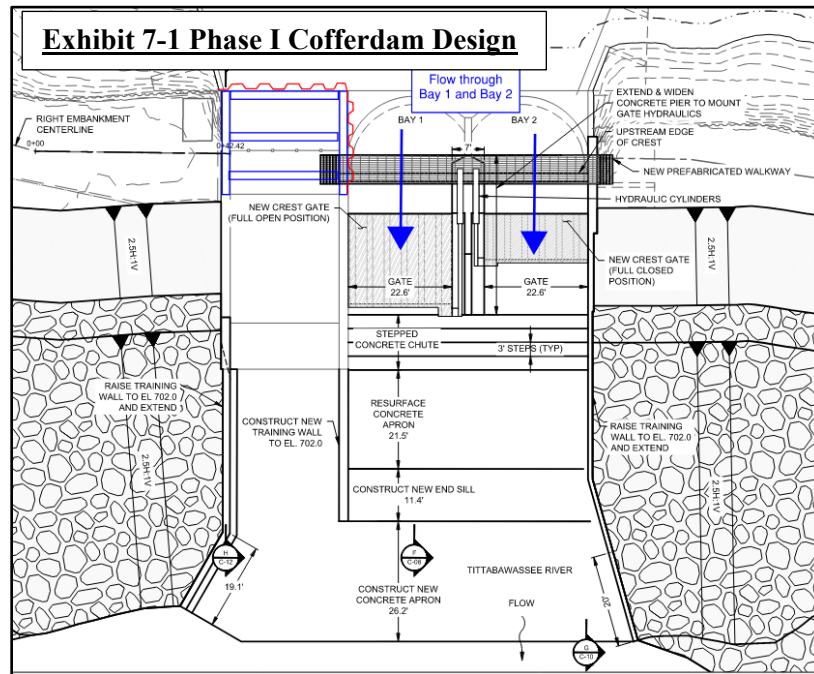 Exhibit 7-1 Phase I Cofferdam Design
Flow through
Bay 1 and Bay 2
BAY 1
BAY 2
7'
EXTEND & WIDEN
CONCRETE PIER TO MOUNT
GATE HYDRAULICS
UPSTREAM EDGE
OF CREST
NEW PREFABRICATED WALKWAY
HYDRAULIC CYLINDERS
RIGHT EMBANKMENT
CENTERLINE
0+00
0+42.42
NEW CREST GATE
(FULL OPEN POSITION)
NEW CREST GATE
(FULL CLOSED
POSITION)
2.5H:1V
2.5H:1V
GATE
22.6'
GATE
22.6'
STEPPED
CONCRETE CHUTE
3' STEPS (TYP)
RAISE TRAINING
WALL TO EL 702.0
AND EXTEND
CONSTRUCT NEW
TRAINING WALL
TO EL. 702.0
RESURFACE
CONCRETE
APRON
21.5'
RAISE TRAINING
WALL TO EL. 702.0
AND EXTEND
2.5H:1V
2.5H:1V
CONSTRUCT NEW END SILL
11.4'
H
C-12
F
C-08
TITTABAWASSEE RIVER
19.1'
CONSTRUCT NEW
CONCRETE APRON
26.2'
FLOW
20'
G
C-10